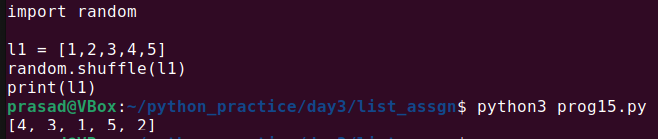 import random

l1 = [1,2,3,4,5]
random.shuffle(l1)
print(l1)
prasad@VBox:~/python_practice/day3/list_assgn$ python3 prog15.py
[4, 3, 1, 5, 2]